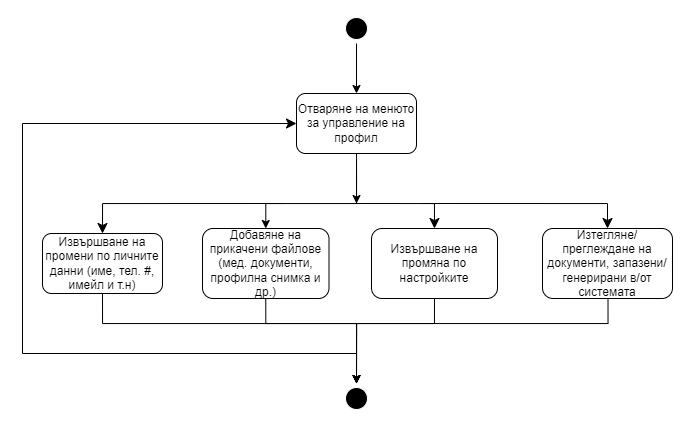 Отваряне на менюто
за управление на
профил
Извършване на
промени по личните
данни (име, тел. #,
имейл и т.н)
Добавяне на
прикачени файлове
(мед. документи,
профилна снимка и
др.)
Извършване на
промяна по
настройките
Изтегляне/
преглеждане на
документи, запазени/
генерирани в/от
системата